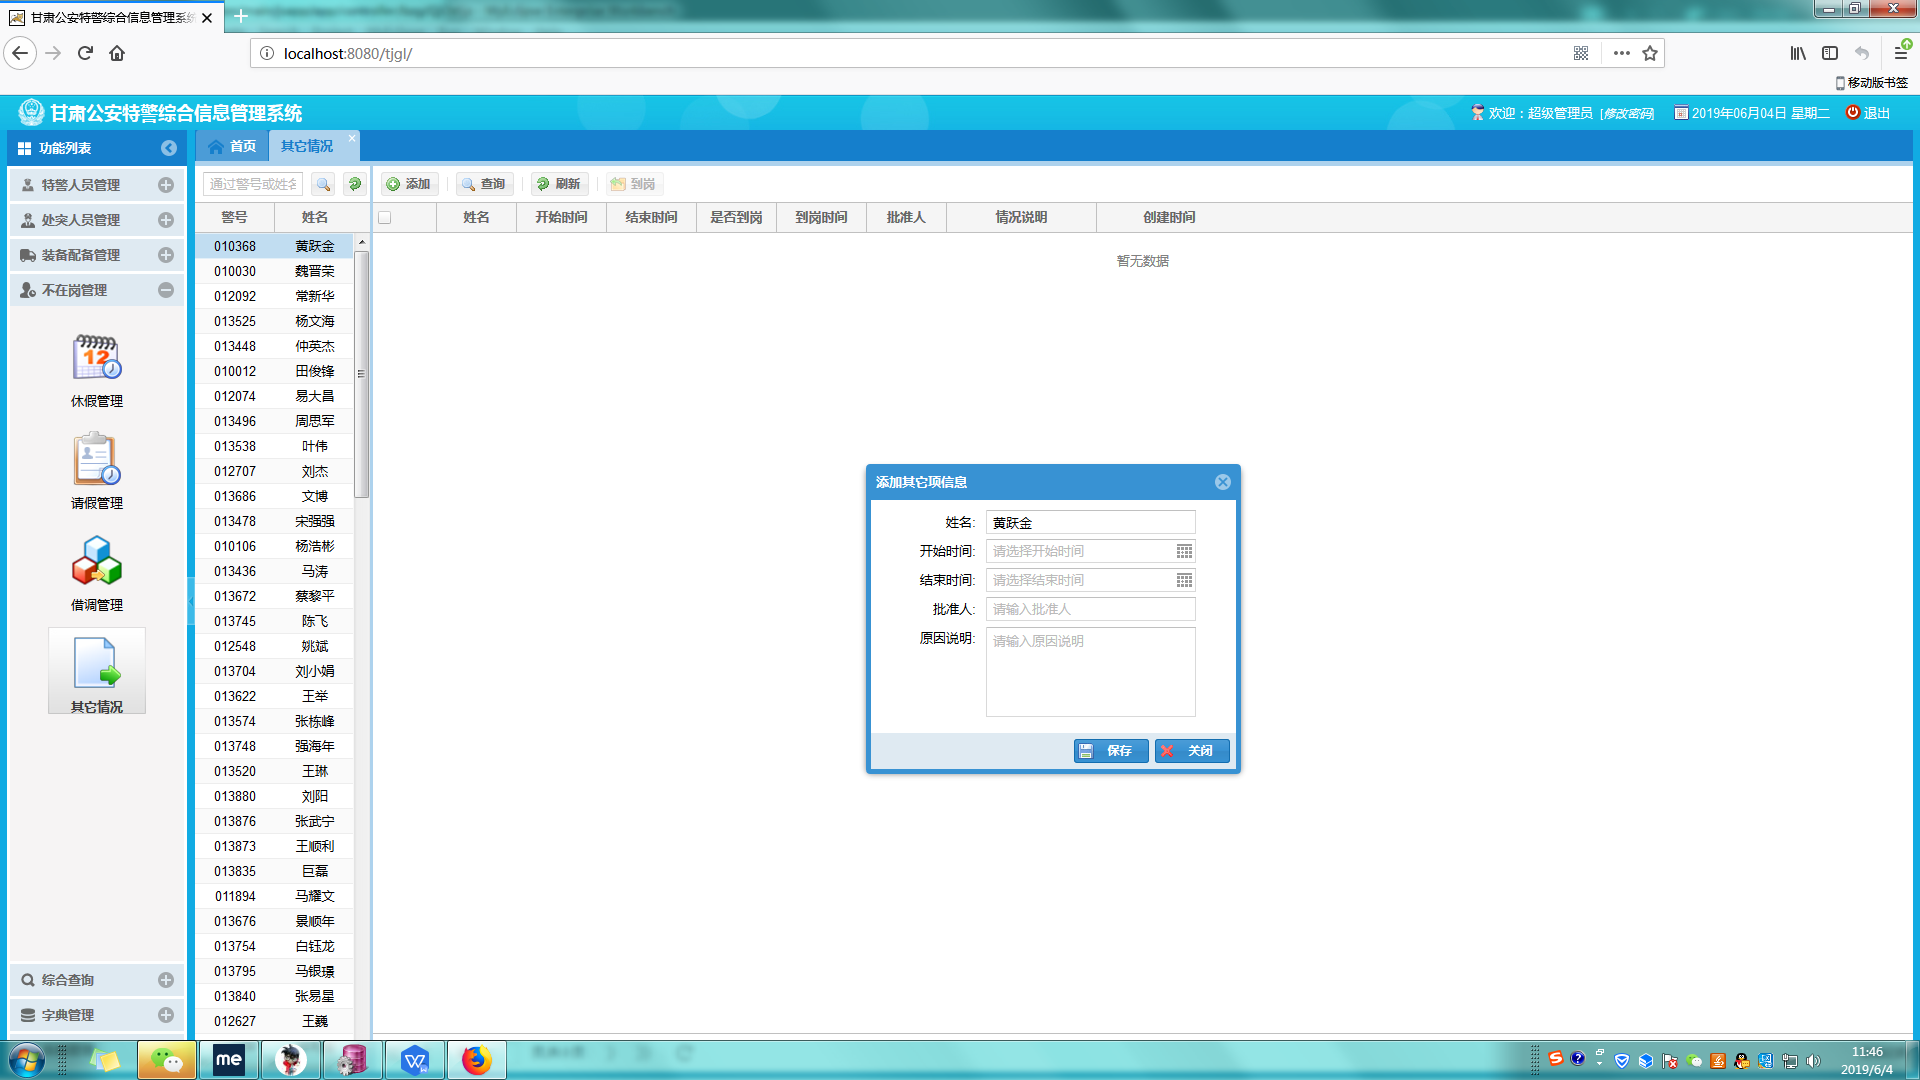 甘肃公安特警综合信息管理系统
localhost:8080/tjgl/
移动版书签
甘肃公安特警综合信息管理系统
欢迎：超级管理员 [修改密码] 2019年06月04日 星期二 退出
功能列表
首页 其它情况
特警人员管理
处突人员管理
装备配备管理
不在岗管理
休假管理
请假管理
借调管理
其它情况
综合查询
字典管理
通过警号或姓名
添加 查询 刷新 到岗
警号 姓名
010368 黄跃金
010030 魏晋荣
012092 常新华
013525 杨文海
013448 仲英杰
010012 田俊锋
012074 易大昌
013496 周思军
013538 叶伟
012707 刘杰
013686 文博
013478 宋强强
010106 杨浩彬
013436 马涛
013672 蔡黎平
013745 陈飞
012548 姚斌
013704 刘小娟
013622 王举
013574 张栋峰
013748 强海年
013520 王琳
013880 刘阳
013876 张武宁
013873 王顺利
013835 巨磊
011894 马耀文
013676 景顺年
013754 白钰龙
013795 马银璟
013840 张易星
012627 王巍
姓名 开始时间 结束时间 是否到岗 到岗时间 批准人 情况说明 创建时间
暂无数据
添加其它项信息
姓名: 黄跃金
开始时间: 请选择开始时间
结束时间: 请选择结束时间
批准人: 请输入批准人
原因说明: 请输入原因说明
保存 关闭
me
11:46
2019/6/4